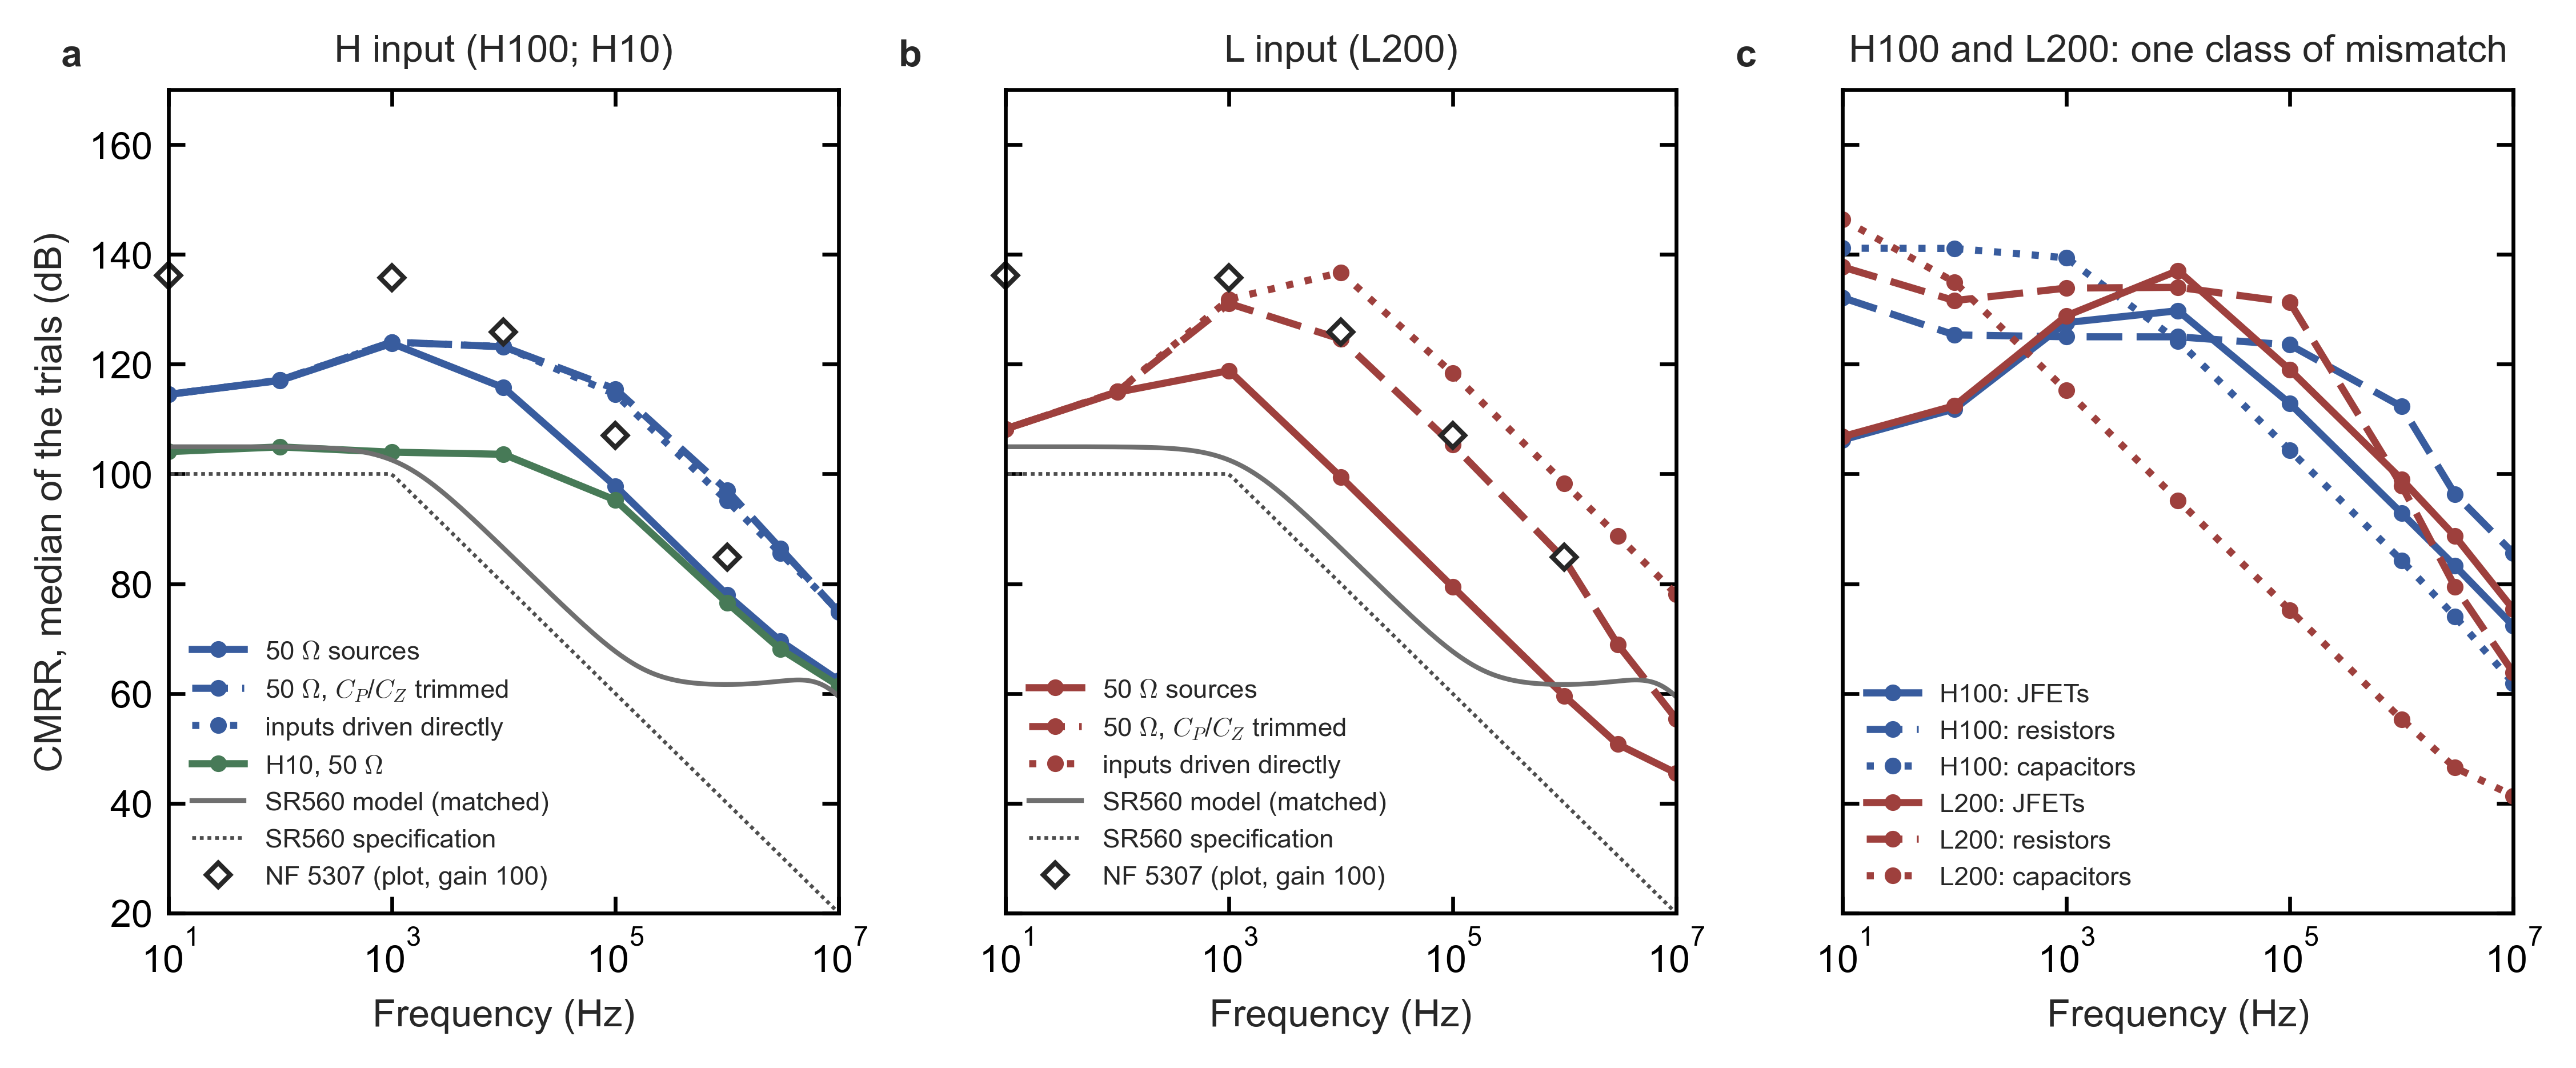 a
H input (H100; H10)
b
L input (L200)
c
H100 and L200: one class of mismatch
CMRR, median of the trials (dB)
160
140
120
100
80
60
40
20
50 Ω sources
50 Ω, C_P/C_Z trimmed
inputs driven directly
H10, 50 Ω
SR560 model (matched)
SR560 specification
NF 5307 (plot, gain 100)
10^1
10^3
10^5
10^7
Frequency (Hz)
50 Ω sources
50 Ω, C_P/C_Z trimmed
inputs driven directly
SR560 model (matched)
SR560 specification
NF 5307 (plot, gain 100)
10^1
10^3
10^5
10^7
Frequency (Hz)
H100: JFETs
H100: resistors
H100: capacitors
L200: JFETs
L200: resistors
L200: capacitors
10^1
10^3
10^5
10^7
Frequency (Hz)